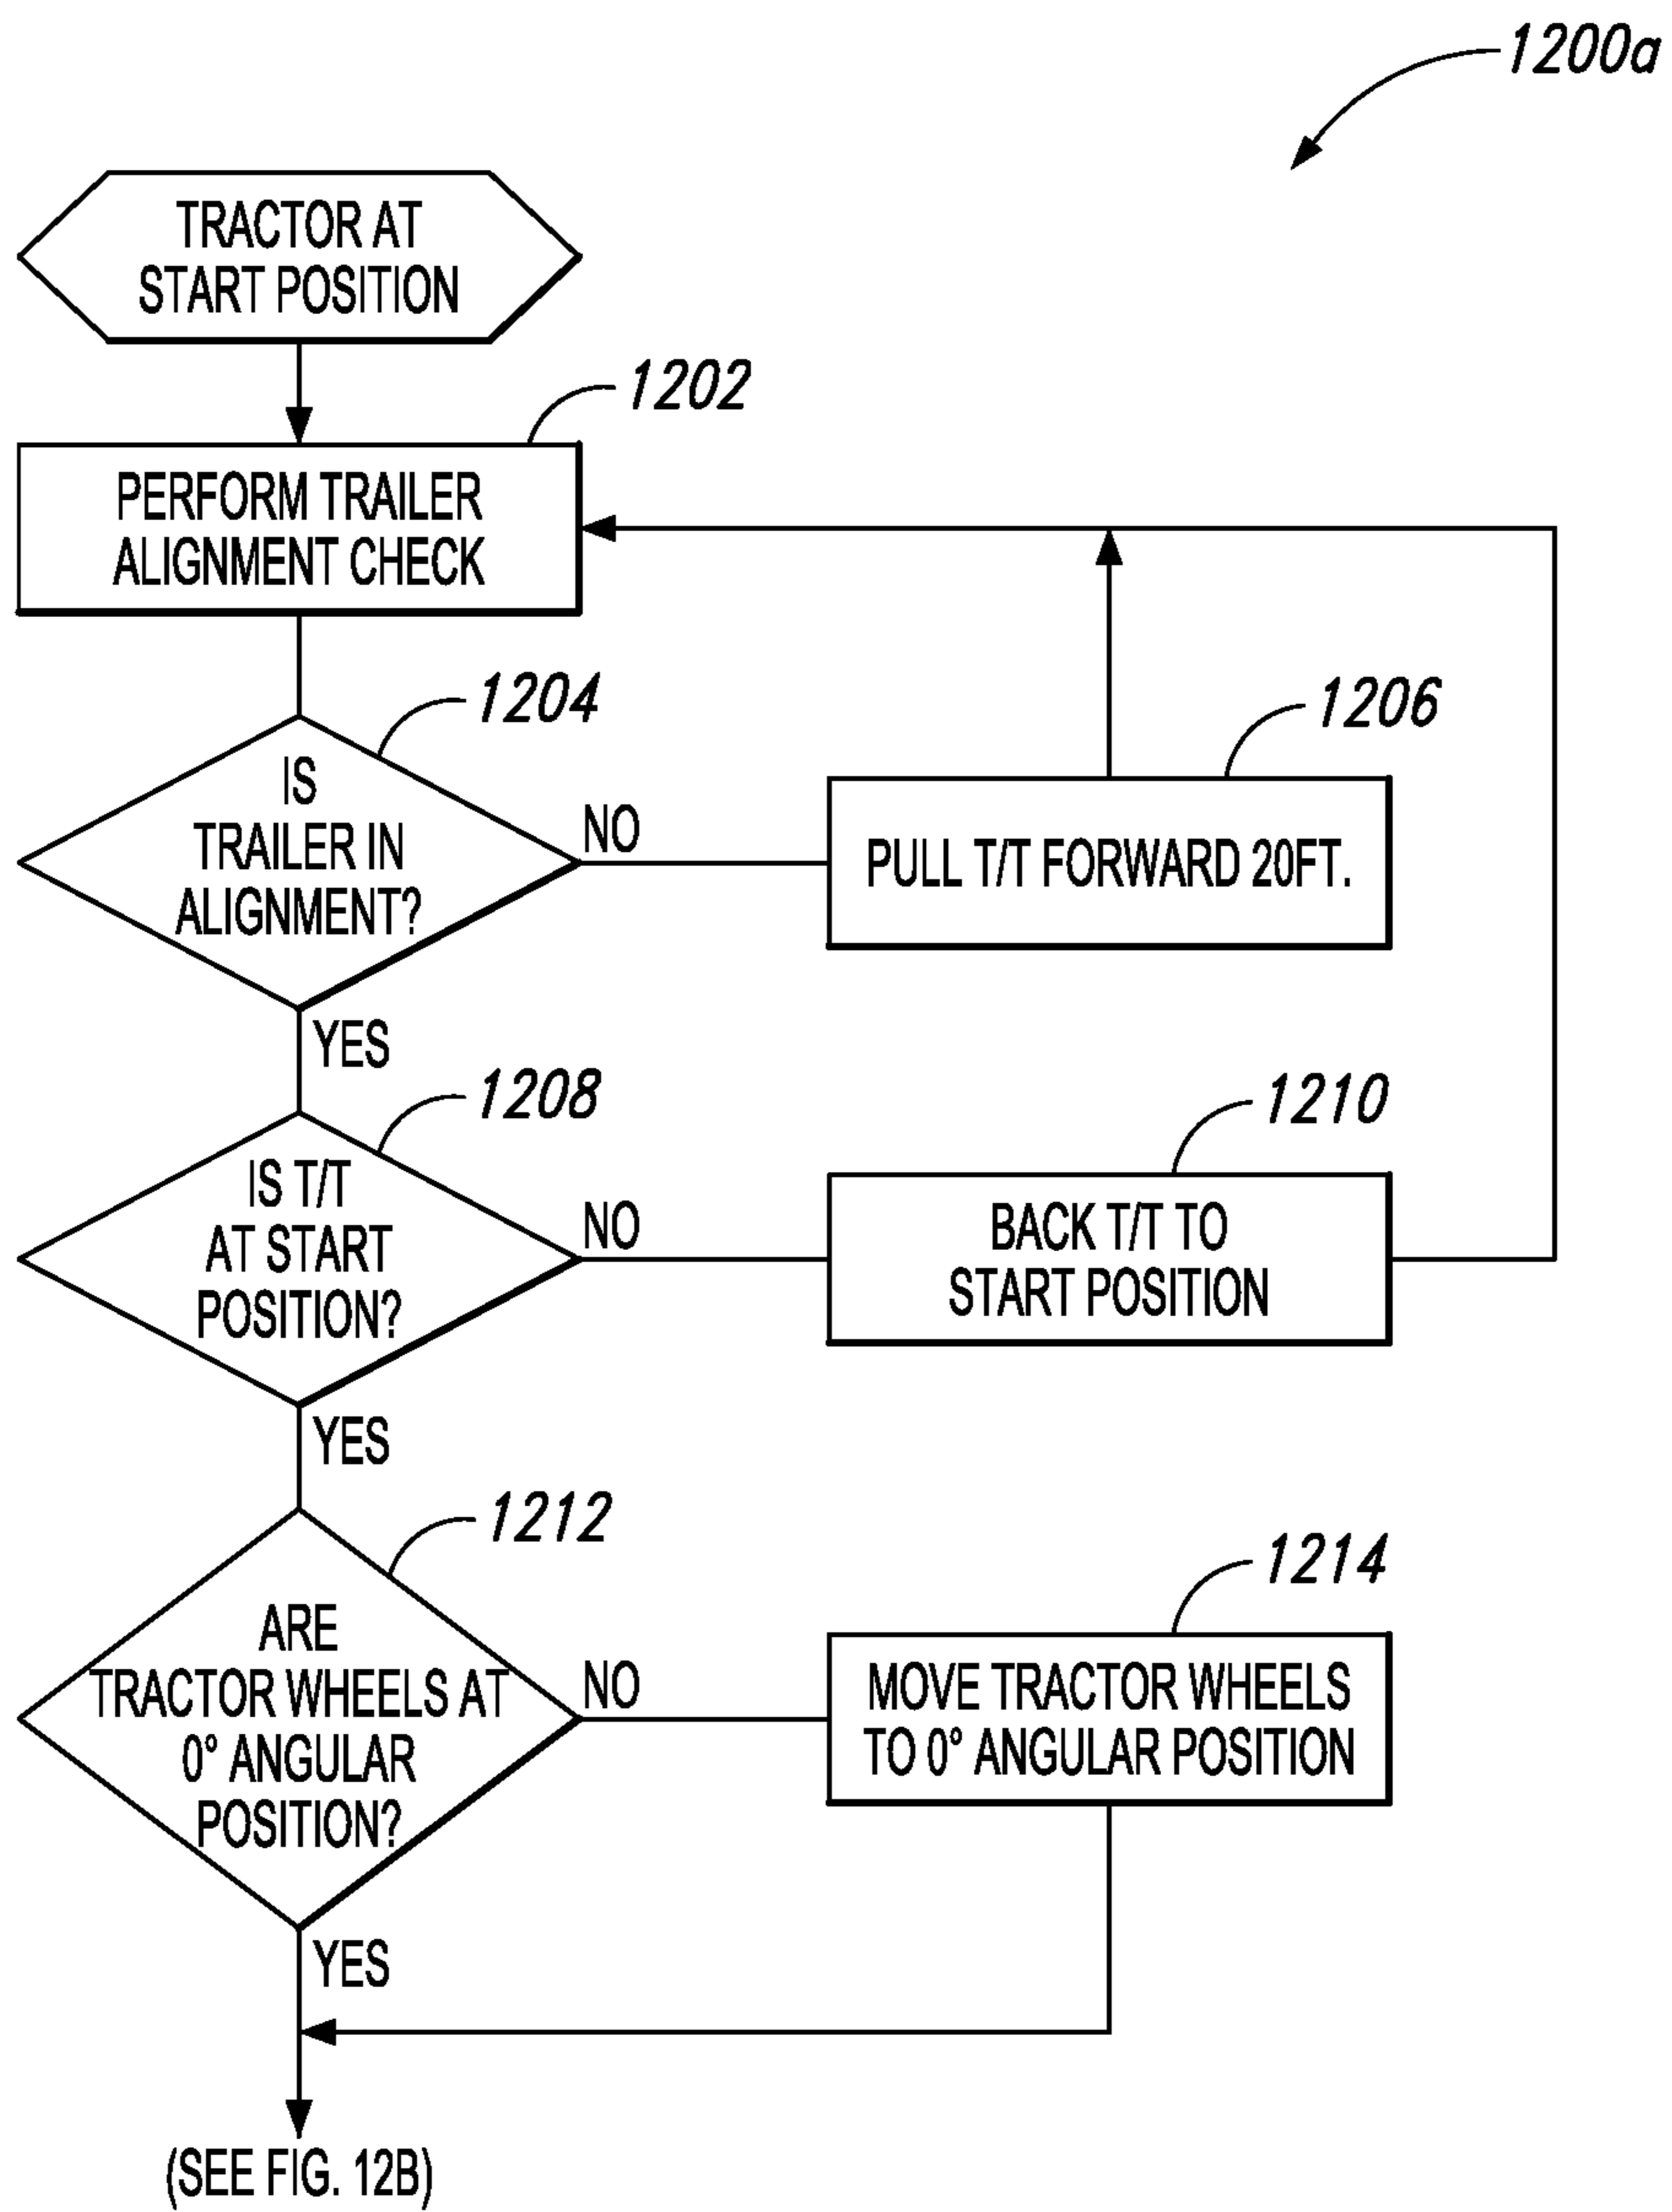 1200a
TRACTOR AT
START POSITION
1202
PERFORM TRAILER
ALIGNMENT CHECK
1204
IS
TRAILER IN
ALIGNMENT?
NO
1206
PULL T/T FORWARD 20FT.
YES
1208
IS T/T
AT START
POSITION?
NO
1210
BACK T/T TO
START POSITION
YES
1212
ARE
TRACTOR WHEELS AT
0° ANGULAR
POSITION?
NO
1214
MOVE TRACTOR WHEELS
TO 0° ANGULAR POSITION
YES
(SEE FIG. 12B)